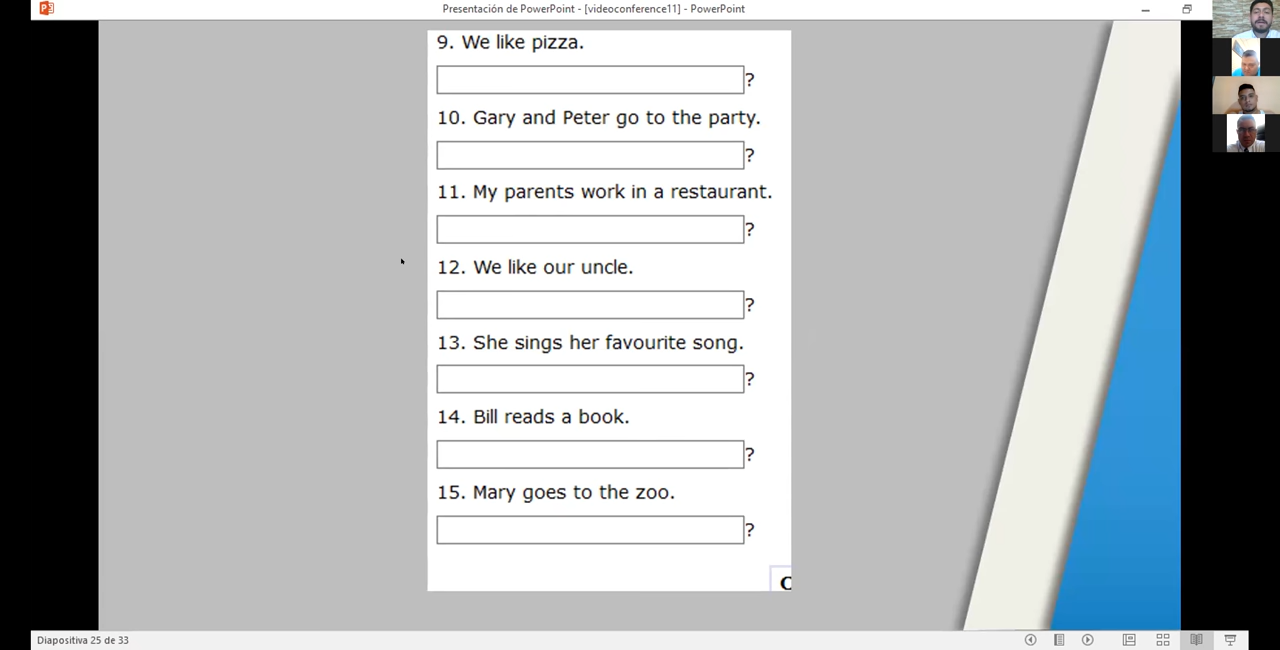 Presentación de PowerPoint - [videoconference11] - PowerPoint
9. We like pizza.
?
10. Gary and Peter go to the party.
?
11. My parents work in a restaurant.
?
12. We like our uncle.
?
13. She sings her favourite song.
?
14. Bill reads a book.
?
15. Mary goes to the zoo.
?
C
Diapositiva 25 de 33